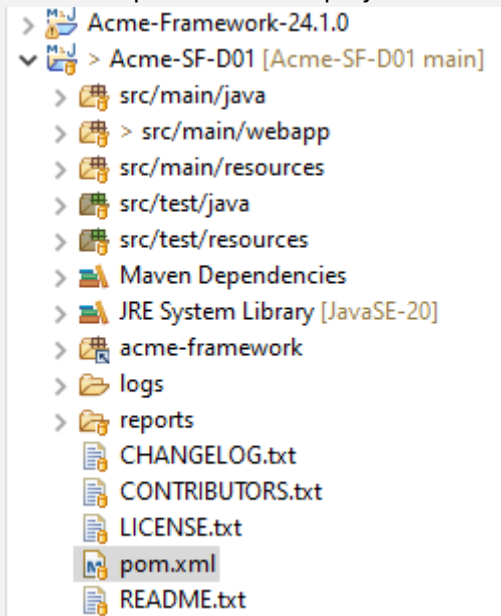 > Acme-Framework-24.1.0
> Acme-SF-D01 [Acme-SF-D01 main]
src/main/java
> src/main/webapp
src/main/resources
src/test/java
src/test/resources
Maven Dependencies
JRE System Library [JavaSE-20]
acme-framework
logs
reports
CHANGELOG.txt
CONTRIBUTORS.txt
LICENSE.txt
pom.xml
README.txt